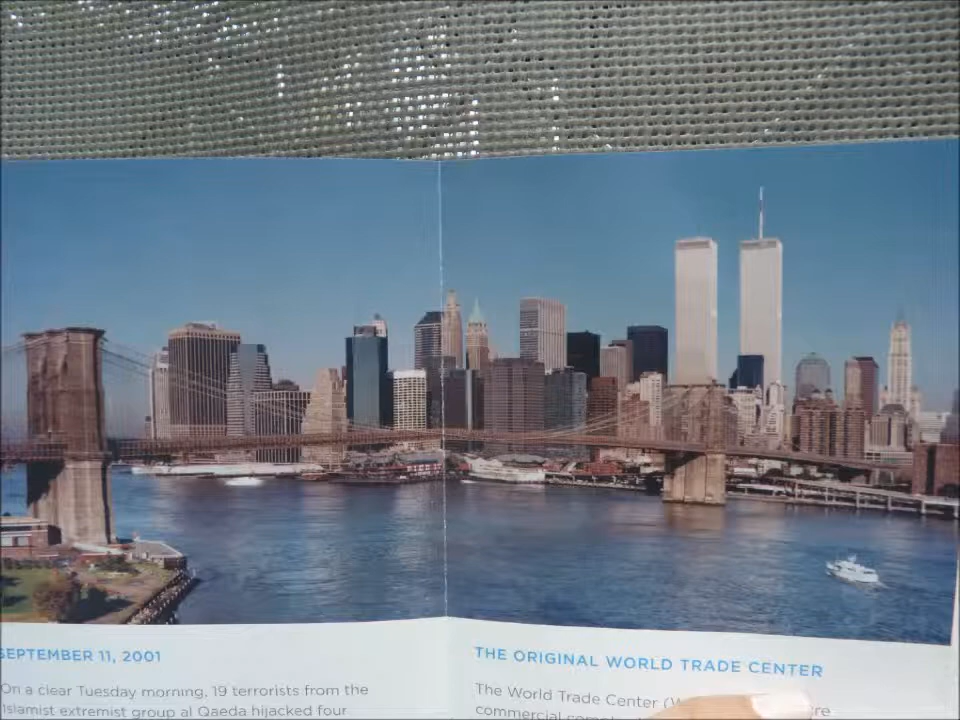 SEPTEMBER 11, 2001
On a clear Tuesday morning, 19 terrorists from the
Islamist extremist group al Qaeda hijacked four
THE ORIGINAL WORLD TRADE CENTER
The World Trade Center
commercial